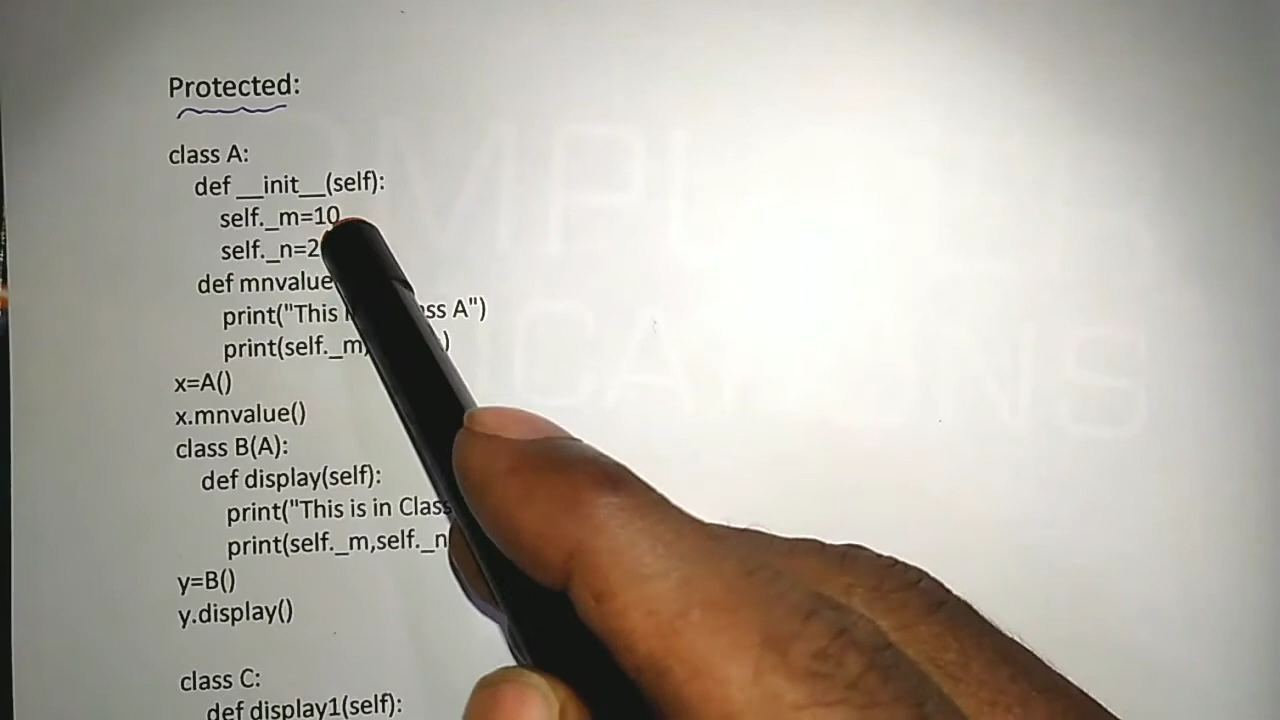 Protected:
class A:
def __init__(self):
self._m=10
self._n=2
def mnvalue
print("This ss A")
print(self._m, )
x=A()
x.mnvalue()
class B(A):
def display(self):
print("This is in Class
print(self._m,self._n
y=B()
y.display()
class C:
def display1(self):